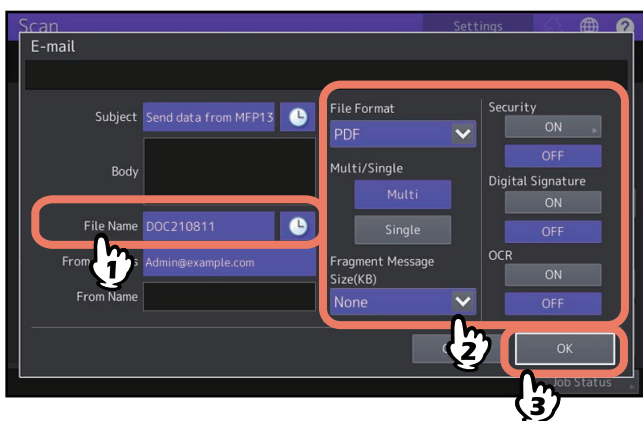 Scan
Settings
E-mail
Subject
Send data from MFP13
Body
File Name
DOC210811
1
Admin@example.com
From Name
File Format
PDF
Multi/Single
Multi
Single
Fragment Message
Size(KB)
None
2
Security
ON
OFF
Digital Signature
ON
OFF
OCR
ON
OFF
OK
3
Job Status